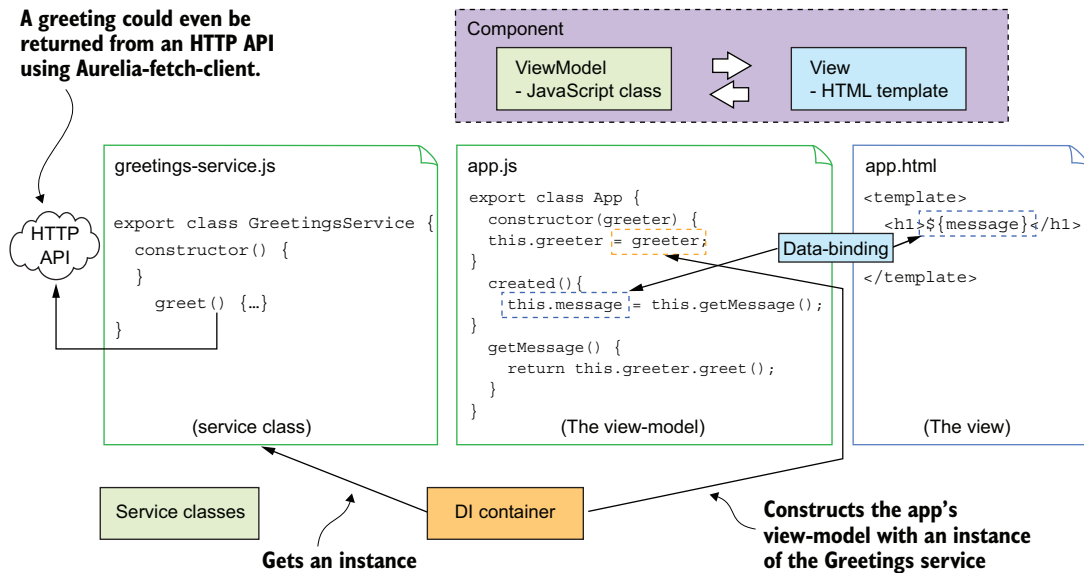 A greeting could even be
returned from an HTTP API
using Aurelia-fetch-client.
Component
ViewModel
- JavaScript class
View
- HTML template
greetings-service.js
export class GreetingsService {
constructor() {
}
greet() {…}
}
(service class)
HTTP
API
app.js
export class App {
constructor(greeter) {
this.greeter = greeter;
}
created(){
this.message = this.getMessage();
}
getMessage() {
return this.greeter.greet();
}
}
(The view-model)
Data-binding
app.html
<template>
<h1>${message}</h1>
</template>
(The view)
Service classes
DI container
Gets an instance
Constructs the app’s
view-model with an instance
of the Greetings service